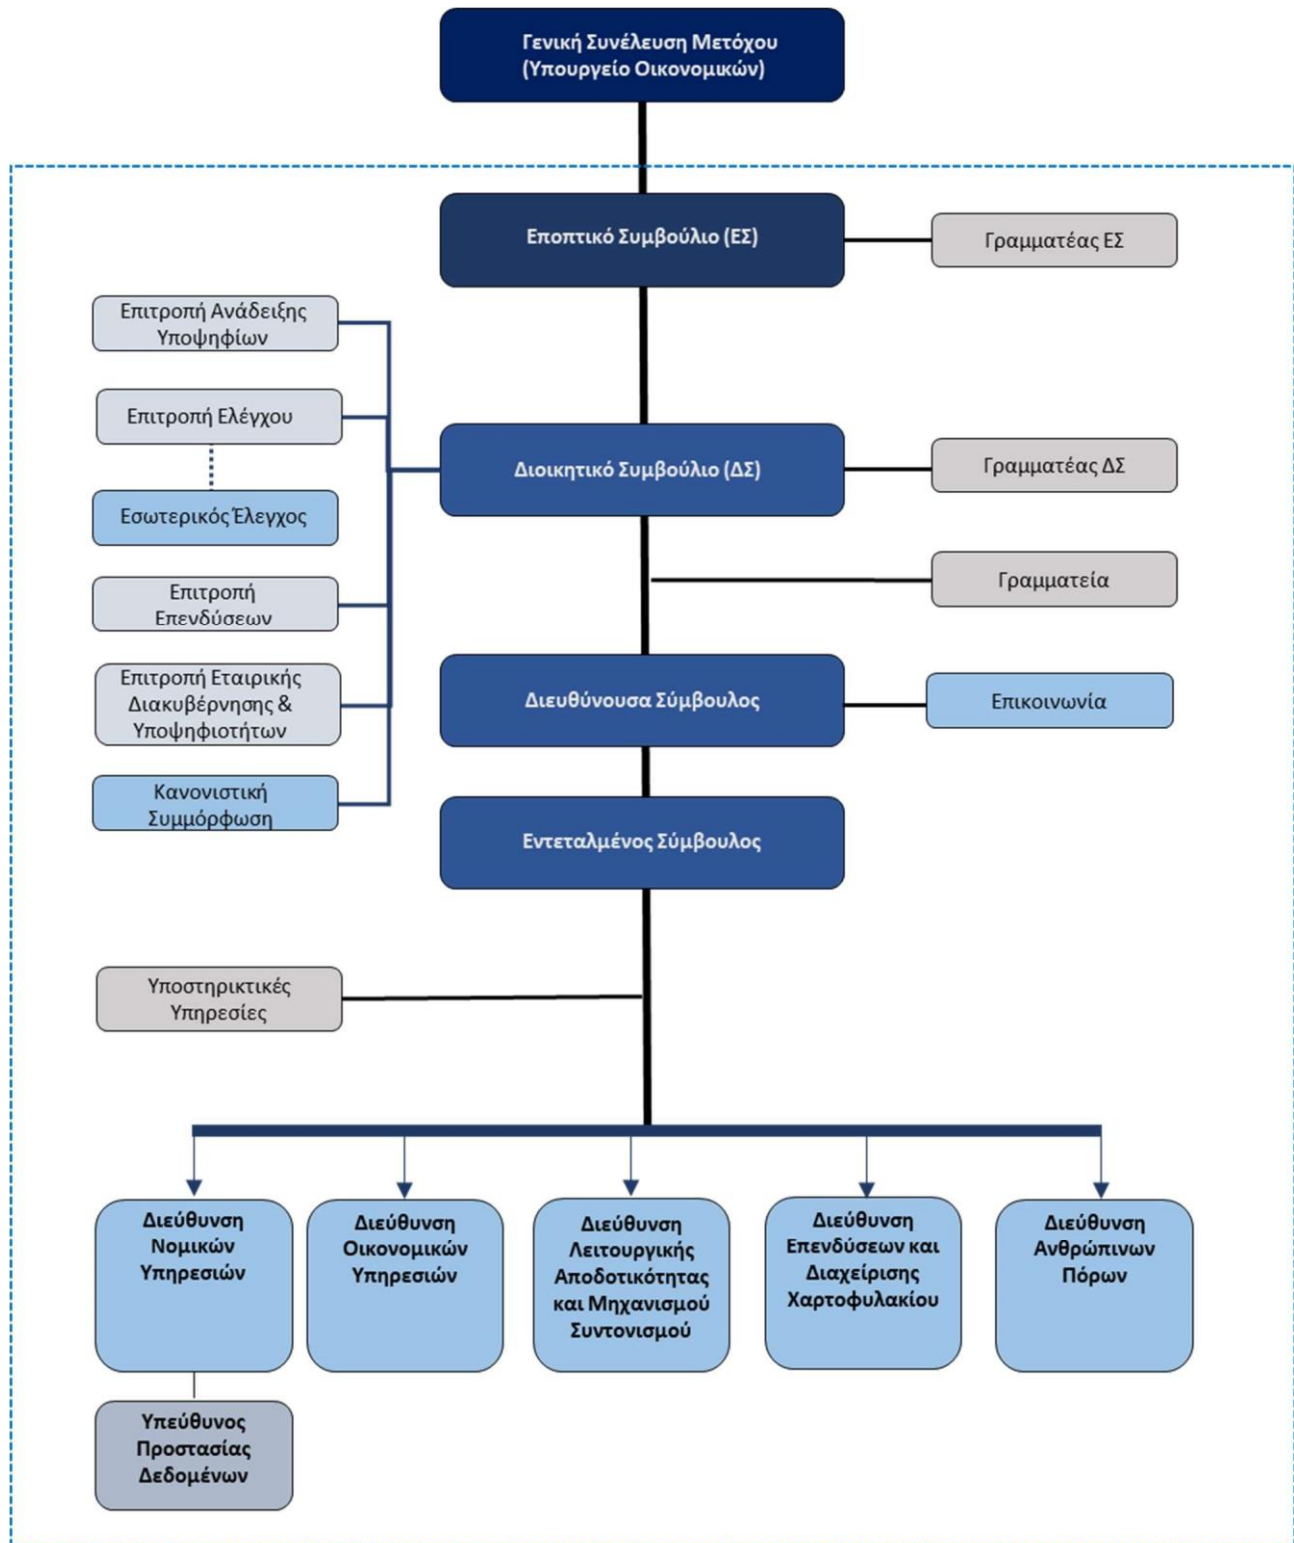 Γενική Συνέλευση Μετόχου
(Υπουργείο Οικονομικών)
Εποπτικό Συμβούλιο (ΕΣ)
Γραμματέας ΕΣ
Επιτροπή Ανάδειξης
Υποψηφίων
Επιτροπή Ελέγχου
Διοικητικό Συμβούλιο (ΔΣ)
Γραμματέας ΔΣ
Εσωτερικός Έλεγχος
Επιτροπή
Επενδύσεων
Γραμματεία
Επιτροπή Εταιρικής
Διακυβέρνησης &
Υποψηφιοτήτων
Διευθύνουσα Σύμβουλος
Επικοινωνία
Κανονιστική
Συμμόρφωση
Εντεταλμένος Σύμβουλος
Υποστηρικτικές
Υπηρεσίες
Διεύθυνση
Νομικών
Υπηρεσιών
Διεύθυνση
Οικονομικών
Υπηρεσιών
Διεύθυνση
Λειτουργικής
Αποδοτικότητας
και Μηχανισμού
Συντονισμού
Διεύθυνση
Επενδύσεων και
Διαχείρισης
Χαρτοφυλακίου
Διεύθυνση
Ανθρώπινων
Πόρων
Υπεύθυνος
Προστασίας
Δεδομένων